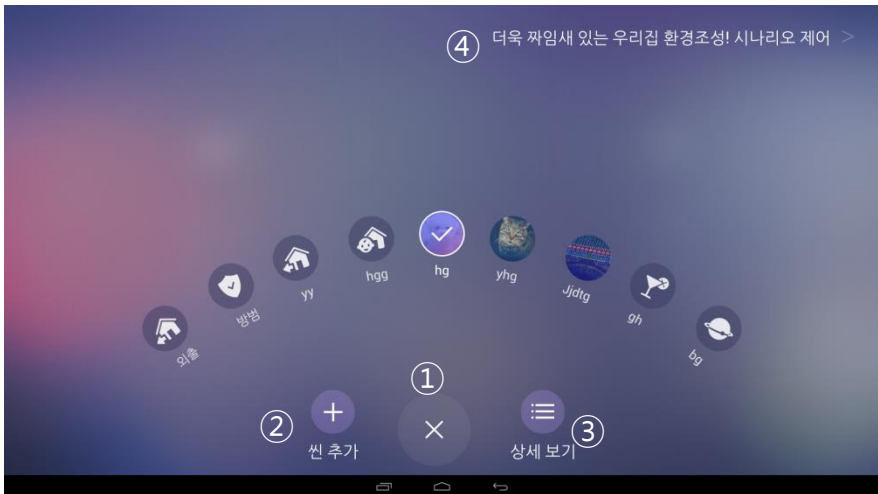 ④ 더욱 짜임새 있는 우리집 환경조성! 시나리오 제어 >
외출
방범
yy
hgg
hg
yhg
Jjdtg
gh
bg
①
② 씬 추가
상세 보기 ③